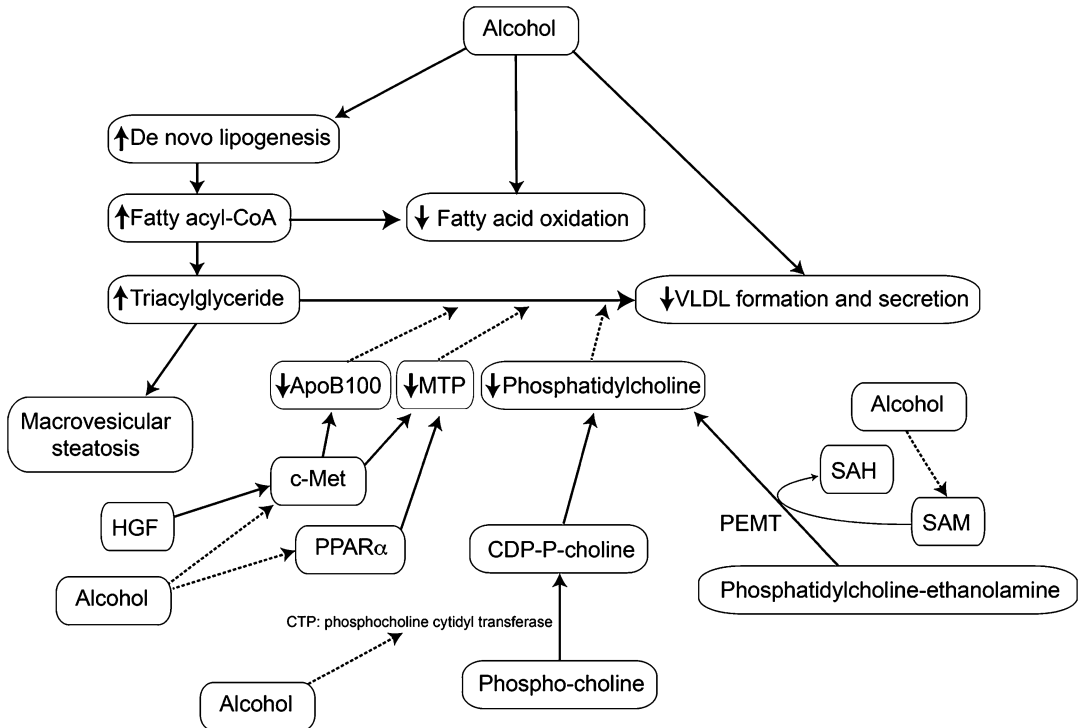 Alcohol
De novo lipogenesis
Fatty acyl-CoA
Fatty acid oxidation
Triacylglyceride
VLDL formation and secretion
ApoB100
MTP
Phosphatidylcholine
Alcohol
Macrovesicular
steatosis
c-Met
SAH
HGF
PEMT
SAM
PPARα
CDP-P-choline
Alcohol
Phosphatidylcholine-ethanolamine
CTP: phosphocholine cytidyl transferase
Phospho-choline
Alcohol